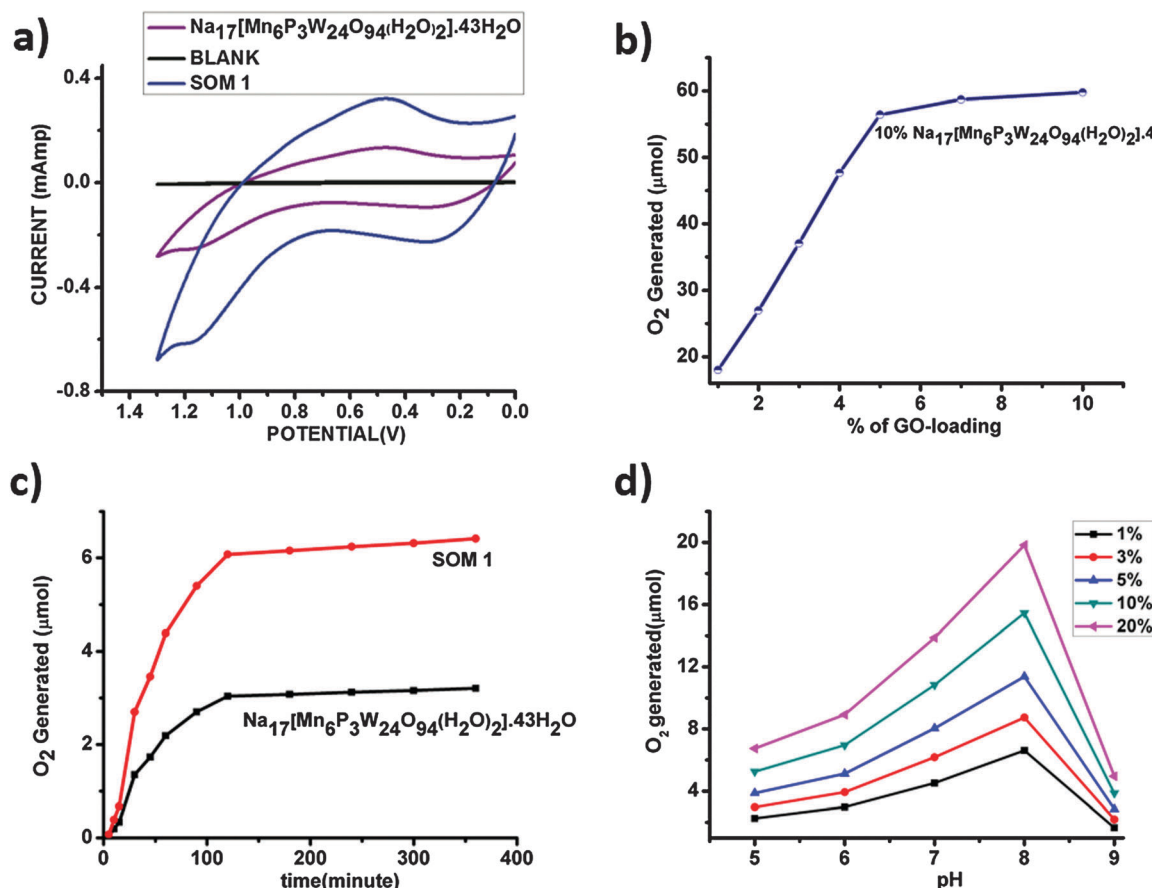 a)
Na17[Mn6P3W24O94(H2O)2].43H2O
BLANK
SOM 1
0.4
0.0
-0.4
-0.8
CURRENT (mAmp)
1.4 1.2 1.0 0.8 0.6 0.4 0.2 0.0
POTENTIAL(V)
b)
60
50
40
30
20
O2 Generated (μmol)
10% Na17[Mn6P3W24O94(H2O)2].4
2 4 6 8 10
% of GO-loading
c)
6
4
2
0
O2 Generated (μmol)
SOM 1
Na17[Mn6P3W24O94(H2O)2].43H2O
0 100 200 300 400
time(minute)
d)
20
16
12
8
4
O2 generated(μmol)
1%
3%
5%
10%
20%
5 6 7 8 9
pH